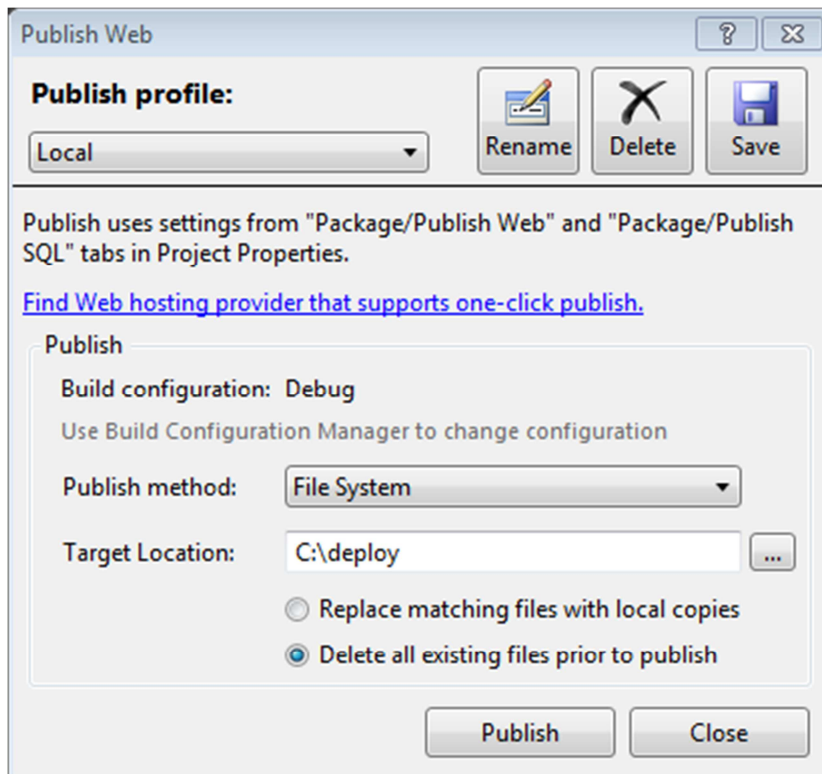 Publish Web
Publish profile:
Local
Rename
Delete
Save
Publish uses settings from "Package/Publish Web" and "Package/Publish
SQL" tabs in Project Properties.
Find Web hosting provider that supports one-click publish.
Publish
Build configuration: Debug
Use Build Configuration Manager to change configuration
Publish method: File System
Target Location: C:\deploy
...
Replace matching files with local copies
Delete all existing files prior to publish
Publish
Close